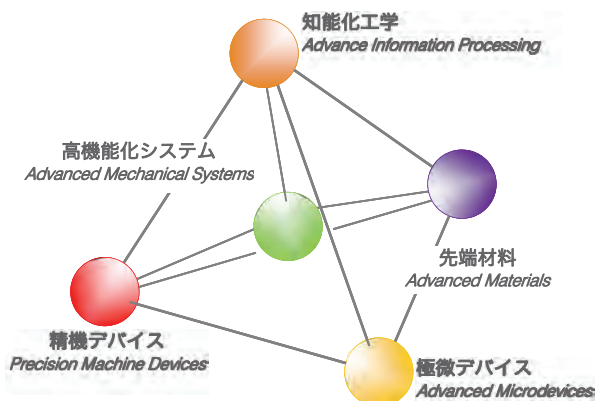 知能化工学
Advance Information Processing
高機能化システム
Advanced Mechanical Systems
先端材料
Advanced Materials
精機デバイス
Precision Machine Devices
極微デバイス
Advanced Microdevices